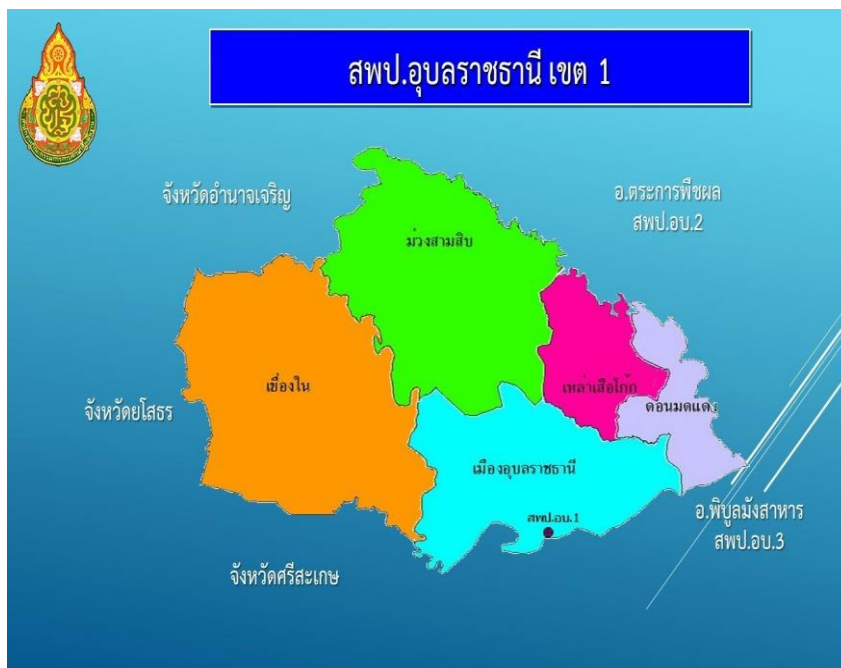 สพป.อุบลราชธานี เขต 1
จังหวัดอำนาจเจริญ
อ.ตระการพืชผล
สพป.อบ.2
ม่วงสามสิบ
เขื่องใน
เหล่าเสือโก้ก
ดอนมดแดง
จังหวัดยโสธร
เมืองอุบลราชธานี
สพป.อบ.1
อ.พิบูลมังสาหาร
สพป.อบ.3
จังหวัดศรีสะเกษ